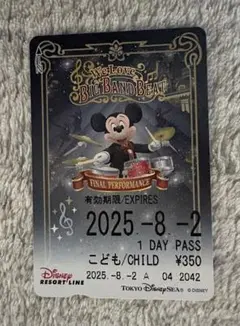 We Love
BIG BAND BEAT
FINAL PERFORMANCE
有効期限/EXPIRES
2025.-8.-2
1 DAY PASS
こども/CHILD ¥350
2025.-8.-2 A 04 2042
Disney
RESORT LINE
TOKYO DisneySEA ® © DISNEY